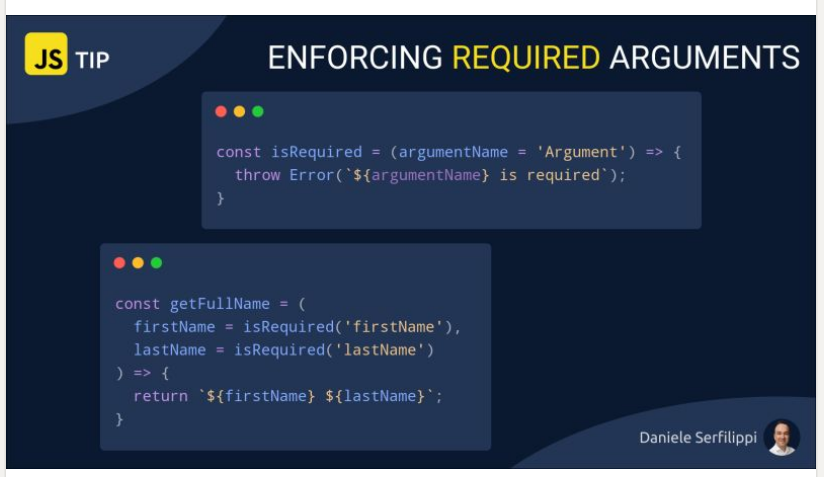 JS TIP
ENFORCING REQUIRED ARGUMENTS
const isRequired = (argumentName = 'Argument') => {
  throw Error(`${argumentName} is required`);
}
const getFullName = (
  firstName = isRequired('firstName'),
  lastName = isRequired('lastName')
) => {
  return `${firstName} ${lastName}`;
}
Daniele Serfilippi